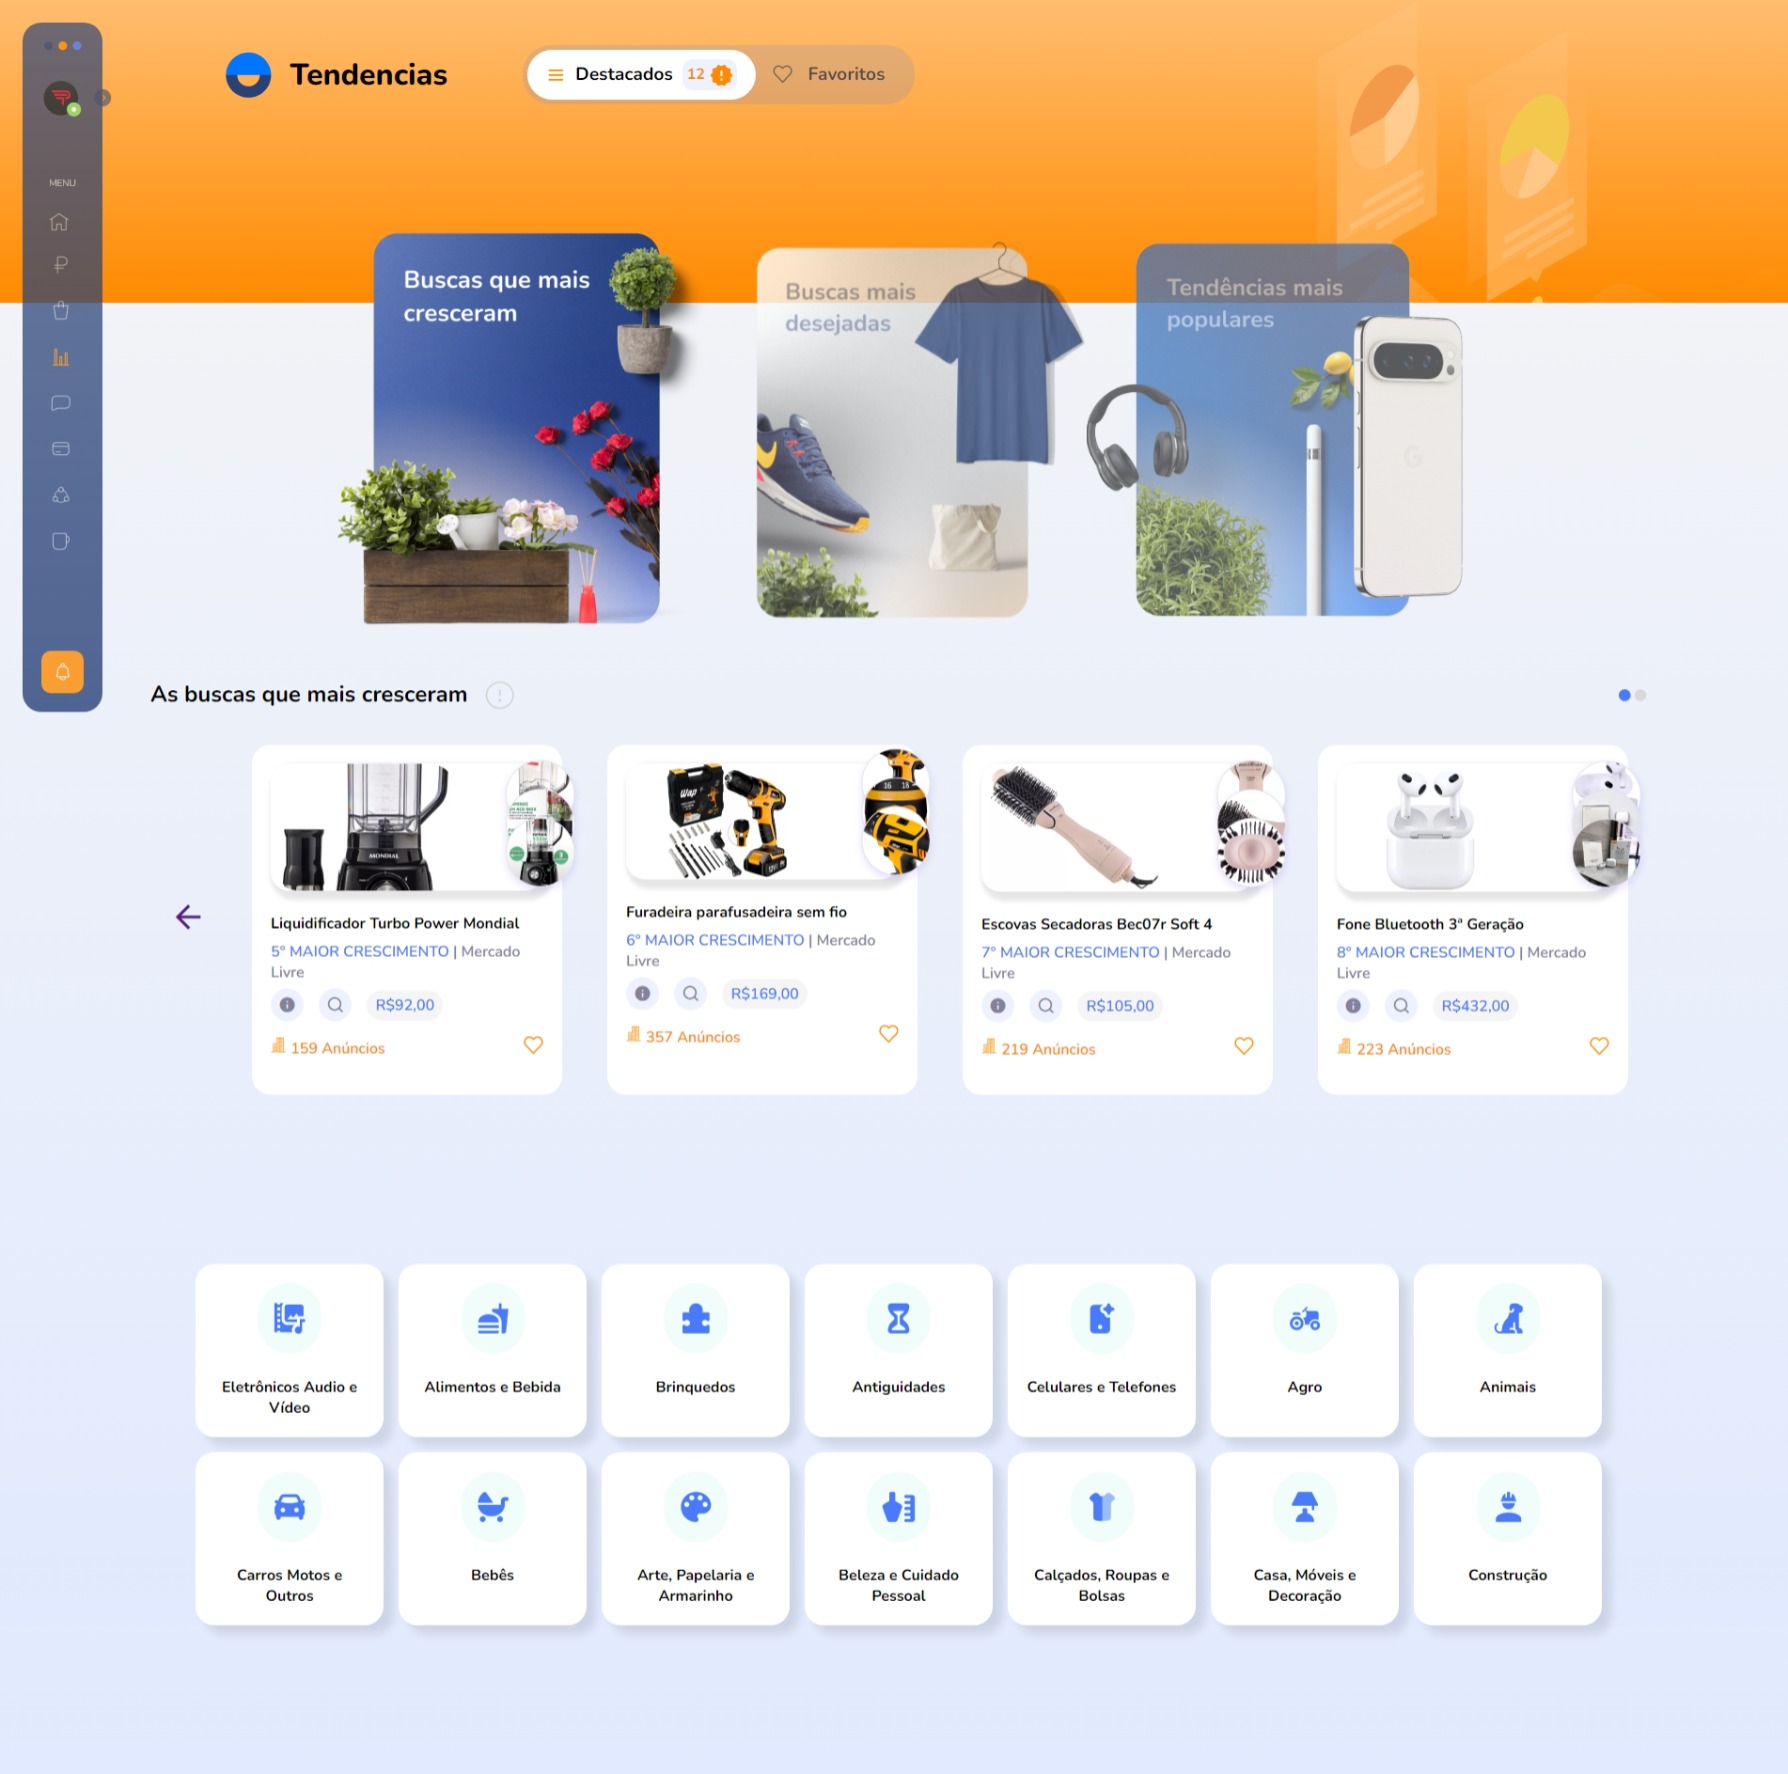 Tendencias
Destacados 12
Favoritos
MENU
Buscas que mais
cresceram
Buscas mais
desejadas
Tendências mais
populares
As buscas que mais cresceram
MONDIAL
Wap
16 18
Liquidificador Turbo Power Mondial
5° MAIOR CRESCIMENTO | Mercado
Livre
R$92,00
159 Anúncios
Furadeira parafusadeira sem fio
6° MAIOR CRESCIMENTO | Mercado
Livre
R$169,00
357 Anúncios
Escovas Secadoras Bec07r Soft 4
7° MAIOR CRESCIMENTO | Mercado
Livre
R$105,00
219 Anúncios
Fone Bluetooth 3ª Geração
8° MAIOR CRESCIMENTO | Mercado
Livre
R$432,00
223 Anúncios
Eletrônicos Audio e
Vídeo
Alimentos e Bebida
Brinquedos
Antiguidades
Celulares e Telefones
Agro
Animais
Carros Motos e
Outros
Bebês
Arte, Papelaria e
Armarinho
Beleza e Cuidado
Pessoal
Calçados, Roupas e
Bolsas
Casa, Móveis e
Decoração
Construção